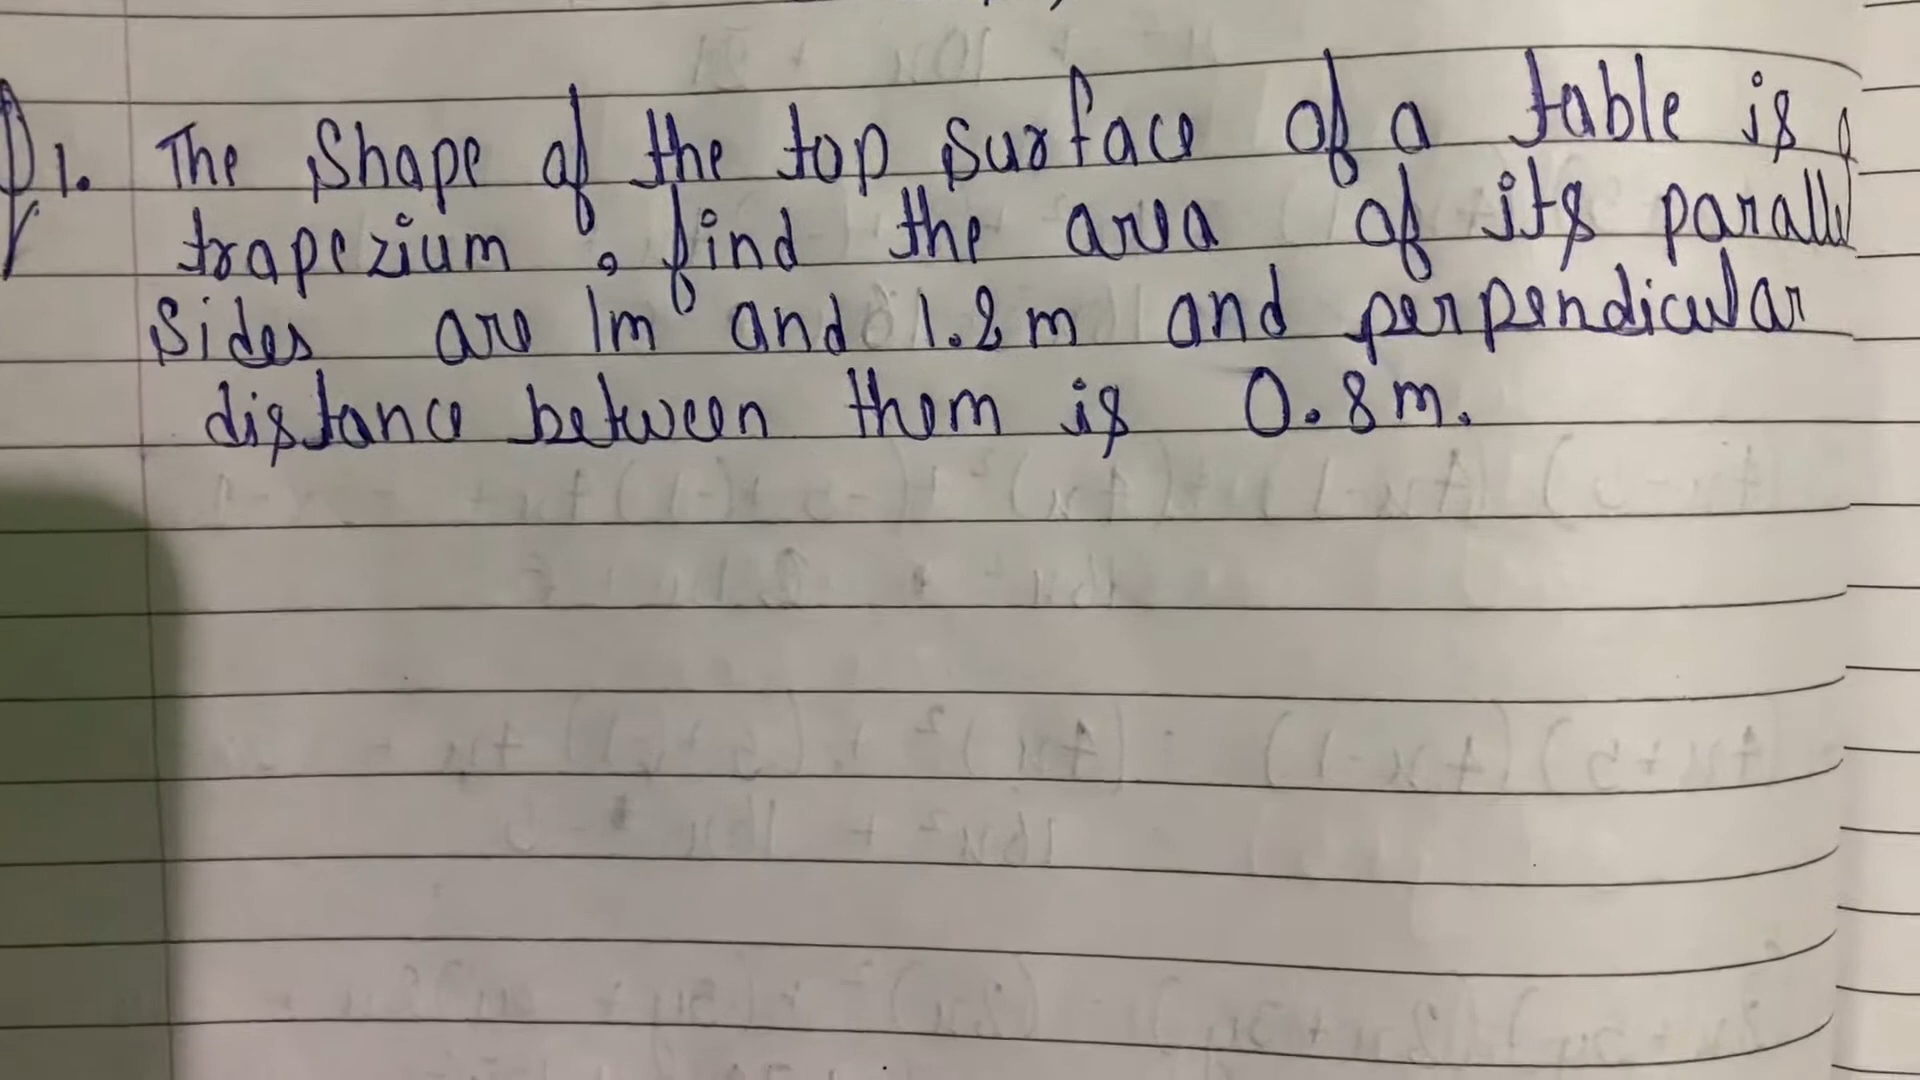 Q1. The Shape of the top surface of a table is a
trapezium. find the area of its parallel
sides are 1m and 1.2m and perpendicular
distance between them is 0.8m.